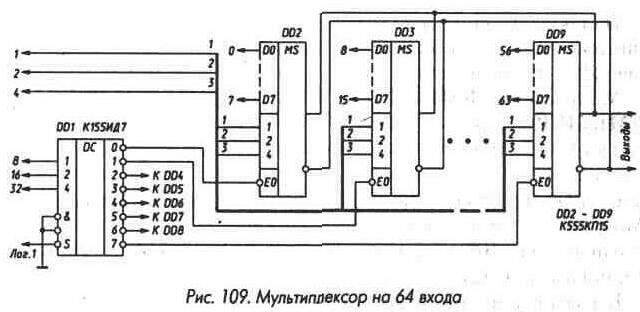 DD2 DD3 DD9
1 1 0 D0 MS 8 D0 MS 56 D0 MS
2 2
4 3 7 D7 15 D7 63 D7
DD1 К155ИД7 1 1 1 1 1 1
DC 0 2 2 2 2 2 2
8 1 1 3 4 3 4 3 4
16 2 2 К DD4
32 4 3 К DD5 E0 E0 E0
4 К DD6
& 5 К DD7
6 К DD8
Лог.1 S 7
Выходы
DD2 - DD9
К555КП15
Рис. 109. Мультиплексор на 64 входа